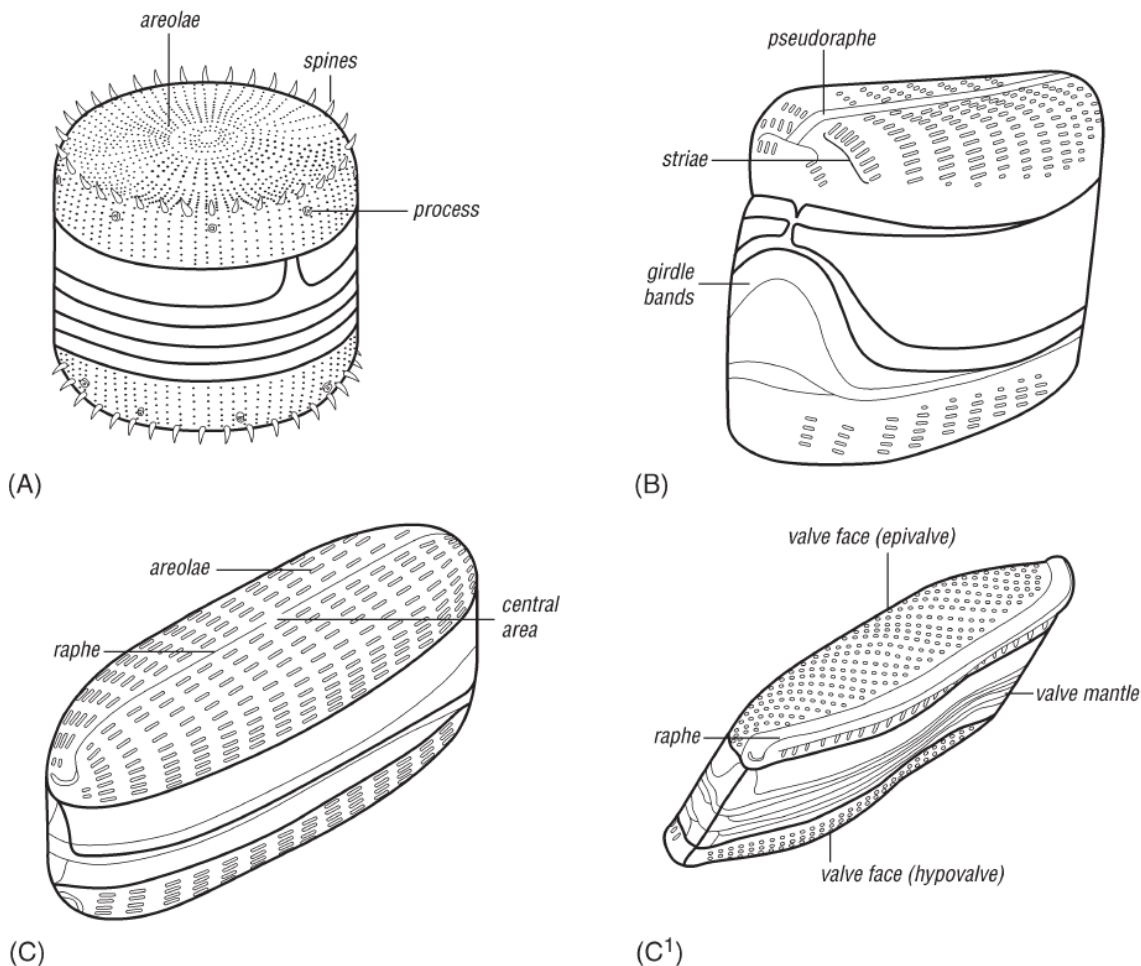 areolae
spines
process
(A)
pseudoraphe
striae
girdle
bands
(B)
areolae
central
area
raphe
(C)
valve face (epivalve)
valve mantle
raphe
valve face (hypovalve)
(C¹)